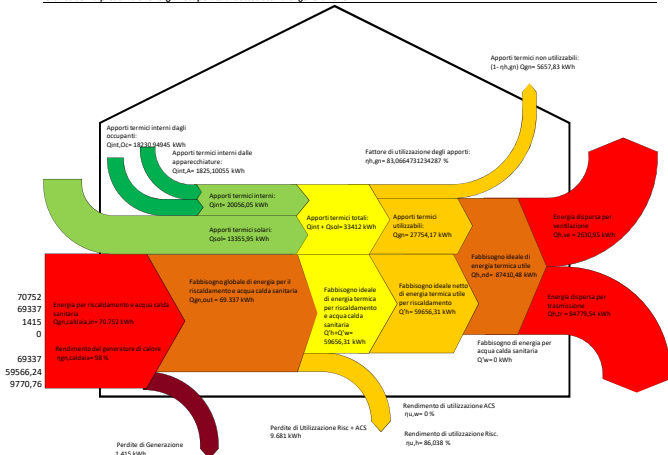 Apporti termici non utilizzabili:
(1- ηh,gn) Qgn= 5657,83 kWh
Apporti termici interni dagli
occupanti:
Qint,Oc= 18230,94945 kWh
Apporti termici interni dalle
apparecchiature:
Qint,A= 1825,10055 kWh
Fattore di utilizzazione degli apporti:
ηh,gn= 83,0664731234287 %
Apporti termici interni:
Qint= 20056,05 kWh
Apporti termici solari:
Qsol= 13355,95 kWh
Apporti termici totali:
Qint + Qsol= 33412 kWh
Apporti termici
utilizzabili:
Qgn= 27754,17 kWh
Energia dispersa per
ventilazione
Qh,ve = 2630,95 kWh
Fabbisogno ideale di
energia termica utile
Qh,nd= 87410,48 kWh
Energia dispersa per
trasmissione
Qh,tr = 84779,54 kWh
70752
69337
1415
0
69337
59566,24
9770,76
Energia per riscaldamento e acqua calda
sanitaria
Qgn,caldaia,in= 70.752 kWh
Rendimento del generatore di calore
ηgn,caldaia= 98 %
Fabbisogno globale di energia per il
riscaldamento e acqua calda sanitaria
Qgn,out = 69.337 kWh
Fabbisogno ideale
di energia termica
per riscaldamento
e acqua calda
sanitaria
Q'h+Q'w=
59656,31 kWh
Fabbisogno ideale netto
di energia termica utile
per riscaldamento
Q'h= 59656,31 kWh
Fabbisogno di energia per
acqua calda sanitaria
Q'w= 0 kWh
Perdite di Generazione
1.415 kWh
Perdite di Utilizzazione Risc + ACS
9.681 kWh
Rendimento di utilizzazione ACS
ηu,w= 0 %
Rendimento di utilizzazione Risc.
ηu,h= 86,038 %